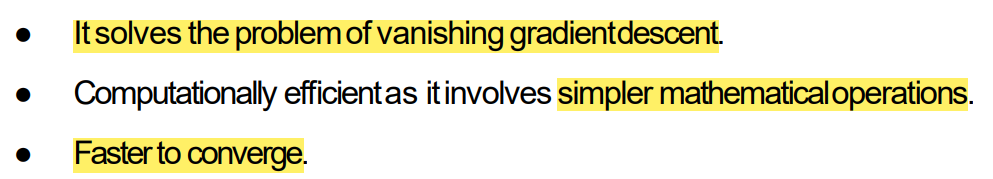 ● It solves the problem of vanishing gradient descent.
● Computationally efficient as it involves simpler mathematical operations.
● Faster to converge.